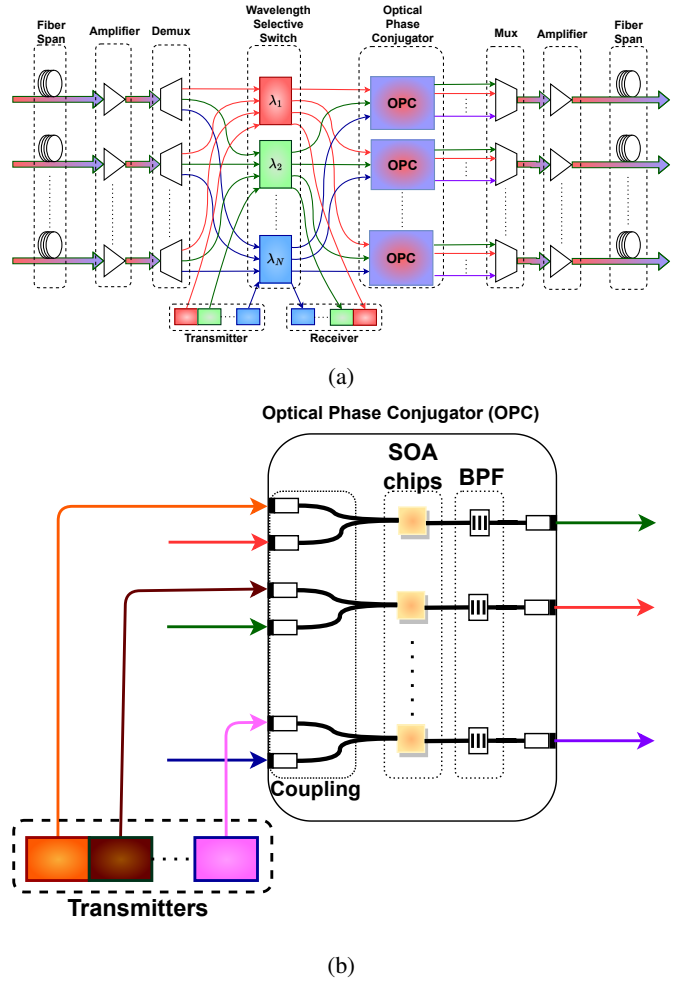 Fiber Span
Amplifier
Demux
Wavelength Selective Switch
Optical Phase Conjugator
Mux
Amplifier
Fiber Span
λ1
λ2
λN
OPC
OPC
OPC
Transmitter
Receiver
(a)
Optical Phase Conjugator (OPC)
SOA chips
BPF
Coupling
Transmitters
(b)